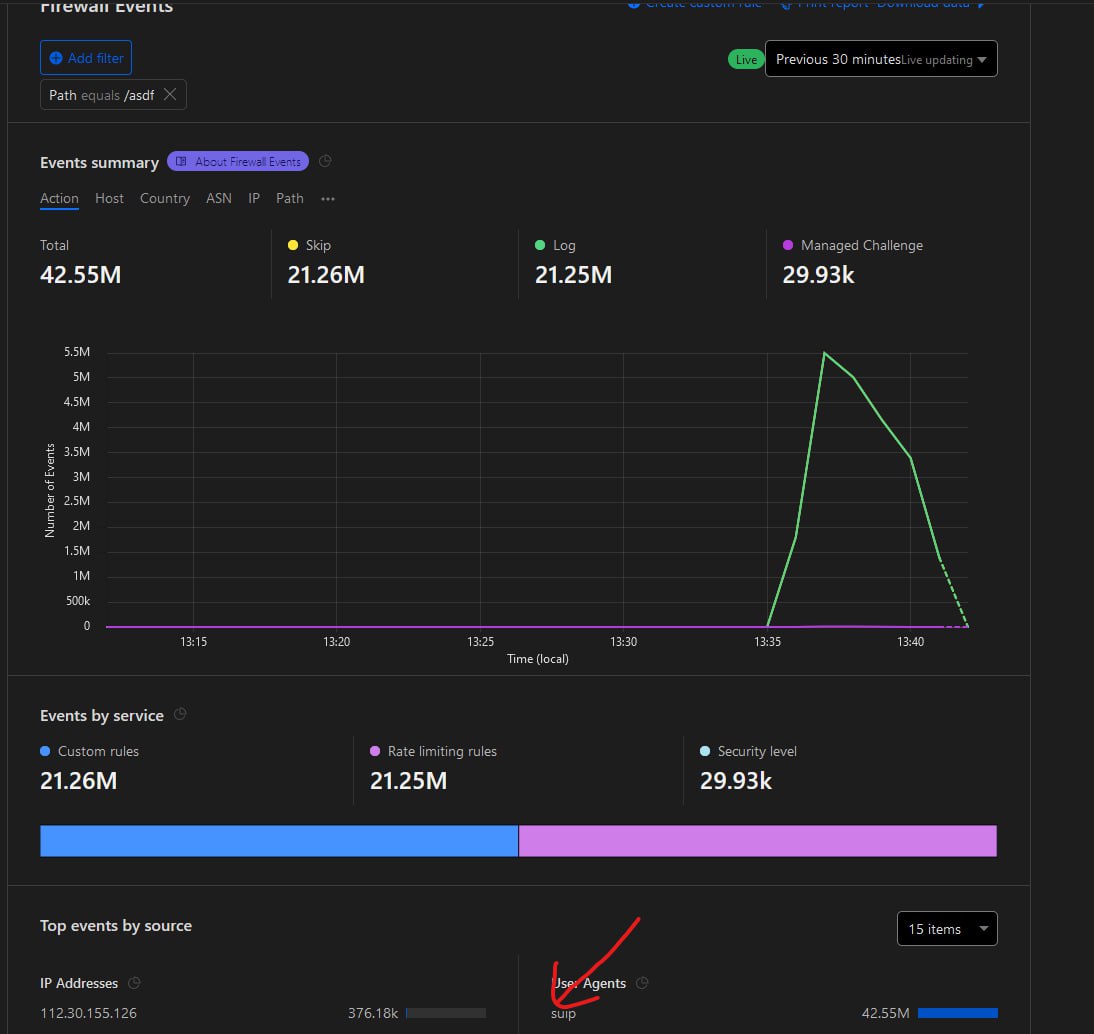 Firewall Events
Create custom rule Print report Download data
Add filter
Live Previous 30 minutes Live updating
Path equals /asdf
Events summary About Firewall Events
Action Host Country ASN IP Path
Total Skip Log Managed Challenge
42.55M 21.26M 21.25M 29.93k
5.5M
5M
4.5M
4M
3.5M
3M
2.5M
2M
1.5M
1M
500k
0
Number of Events
13:15 13:20 13:25 13:30 13:35 13:40
Time (local)
Events by service
Custom rules Rate limiting rules Security level
21.26M 21.25M 29.93k
Top events by source
15 items
IP Addresses User Agents
112.30.155.126 376.18k suip 42.55M